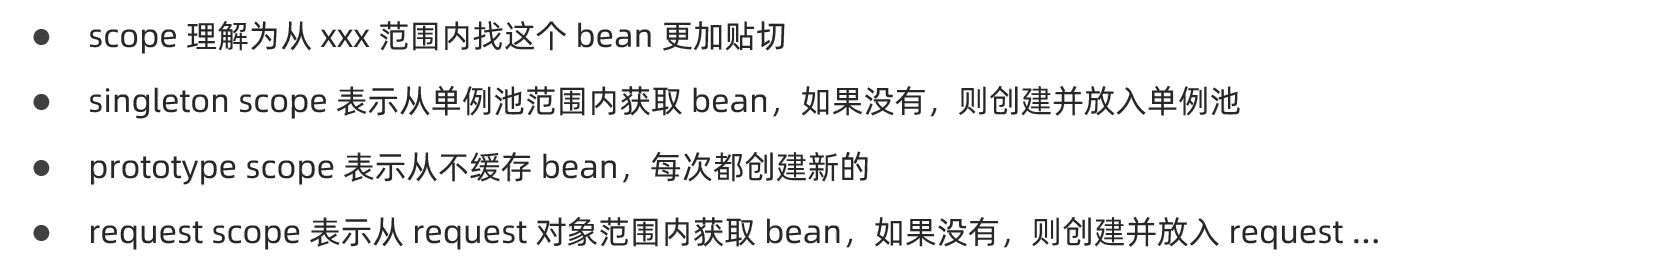 ● scope 理解为从 xxx 范围内找这个 bean 更加贴切
● singleton scope 表示从单例池范围内获取 bean，如果没有，则创建并放入单例池
● prototype scope 表示从不缓存 bean，每次都创建新的
● request scope 表示从 request 对象范围内获取 bean，如果没有，则创建并放入 request ...